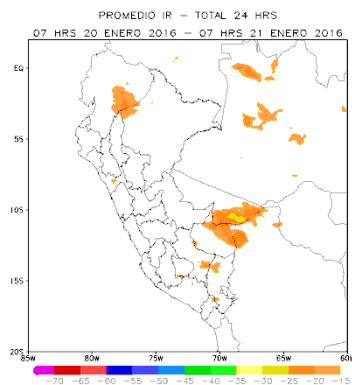 PROMEDIO IR - TOTAL 24 HRS
07 HRS 20 ENERO 2016 - 07 HRS 21 ENERO 2016
EQ
5S
10S
15S
20S
85W 80W 75W 70W 65W 60W
-70 -65 -60 -55 -50 -45 -40 -35 -30 -25 -20 -15